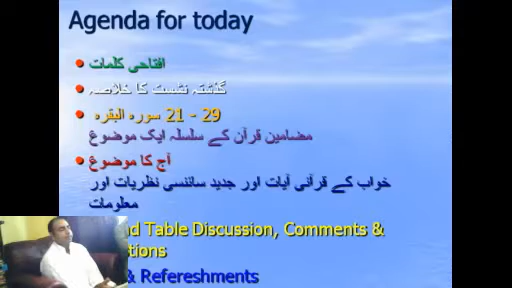 Agenda for today
افتتاحی کلمات
گذشتہ نشست کا خلاصہ
سورہ البقرہ 21 - 29
مضامین قرآن کے سلسلہ ایک موضوع
آج کا موضوع
خواب کے قرآنی آیات اور جدید سائنسی نظریات اور
معلومات
Table Discussion, Comments &
& Refereshments